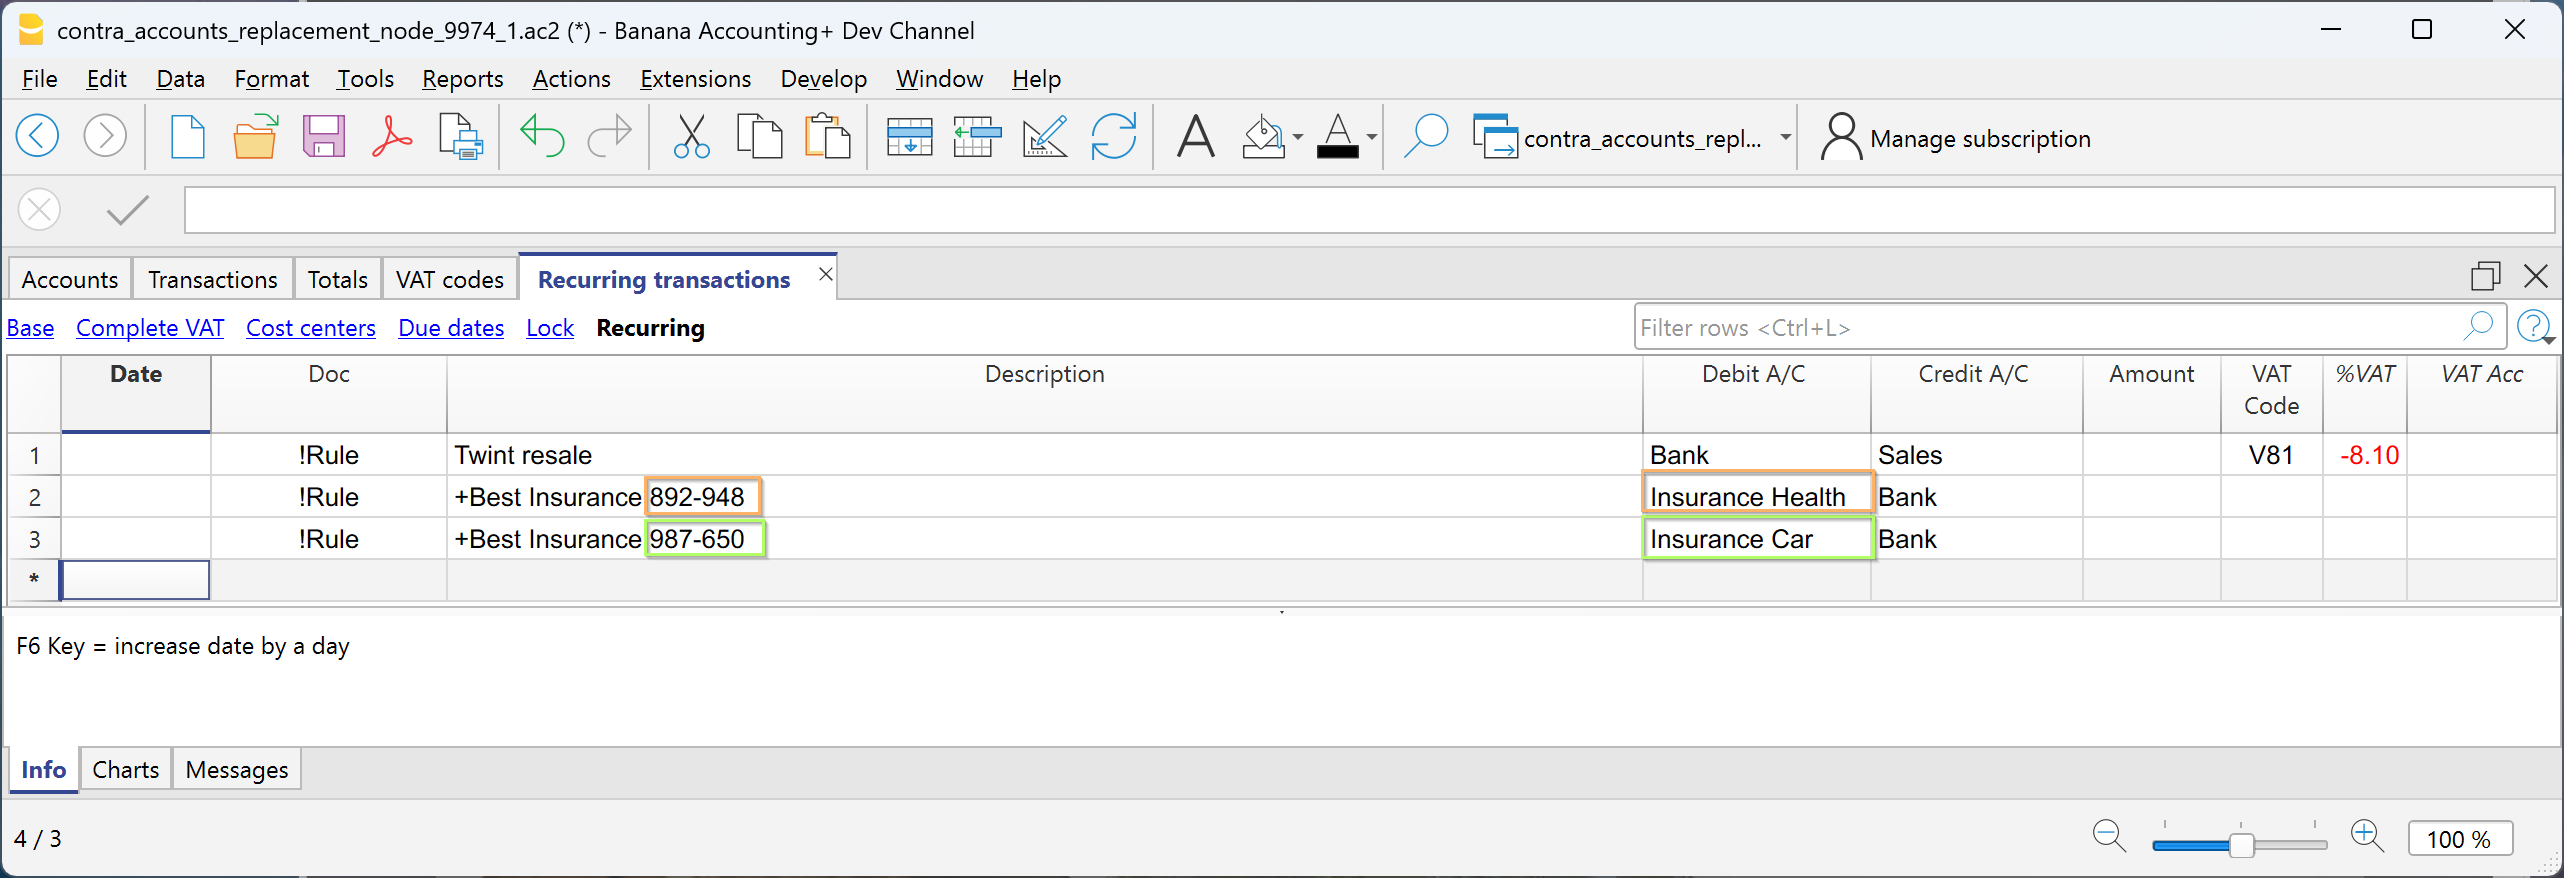 contra_accounts_replacement_node_9974_1.ac2 (*) - Banana Accounting+ Dev Channel
File Edit Data Format Tools Reports Actions Extensions Develop Window Help
contra_accounts_repl... Manage subscription
Accounts Transactions Totals VAT codes Recurring transactions
Base Complete VAT Cost centers Due dates Lock Recurring Filter rows <Ctrl+L>
Date Doc Description Debit A/C Credit A/C Amount VAT Code %VAT VAT Acc
1 !Rule Twint resale Bank Sales V81 -8.10
2 !Rule +Best Insurance 892-948 Insurance Health Bank
3 !Rule +Best Insurance 987-650 Insurance Car Bank
*
F6 Key = increase date by a day
Info Charts Messages
4 / 3 100 %